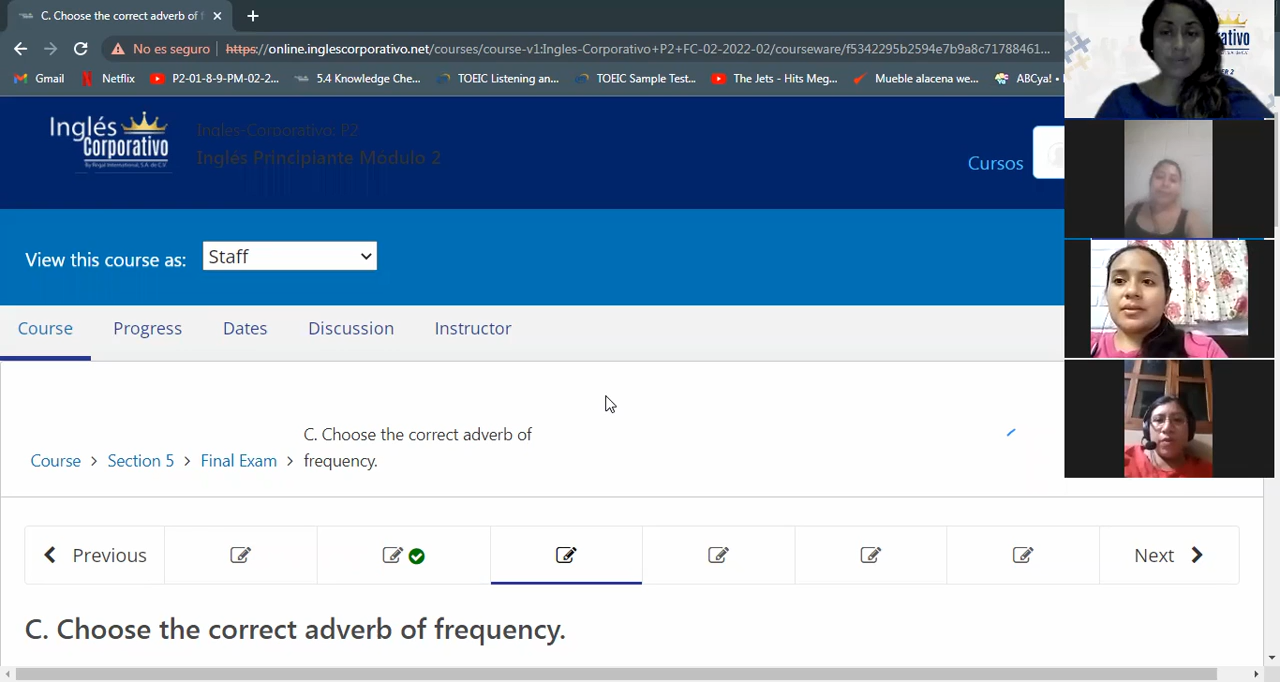 C. Choose the correct adverb of f
No es seguro
https://online.inglescorporativo.net/courses/course-v1:Ingles-Corporativo+P2+FC-02-2022-02/courseware/f5342295b2594e7b9a8c71788461...
Gmail
Netflix
P2-01-8-9-PM-02-2...
5.4 Knowledge Che...
TOEIC Listening an...
TOEIC Sample Test...
The Jets - Hits Meg...
Mueble alacena we...
ABCya! •
Inglés
Corporativo
By Regal International, S.A. de C.V.
Ingles-Corporativo: P2
Inglés Principiante Módulo 2
Cursos
View this course as:
Staff
Course
Progress
Dates
Discussion
Instructor
Course > Section 5 > Final Exam > C. Choose the correct adverb of
frequency.
Previous
Next
C. Choose the correct adverb of frequency.